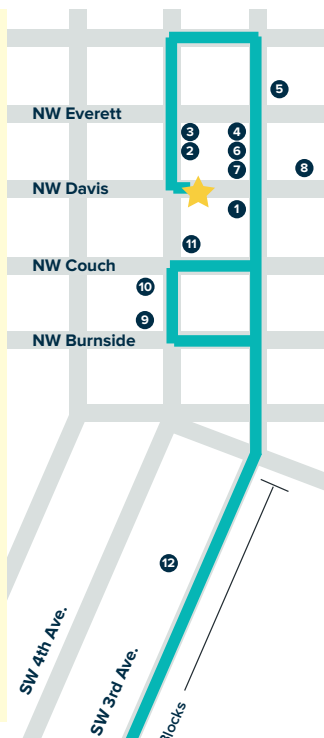 5
NW Everett
3
4
2
6
7
8
NW Davis
1
11
NW Couch
10
9
NW Burnside
12
SW 4th Ave.
SW 3rd Ave.
Blocks